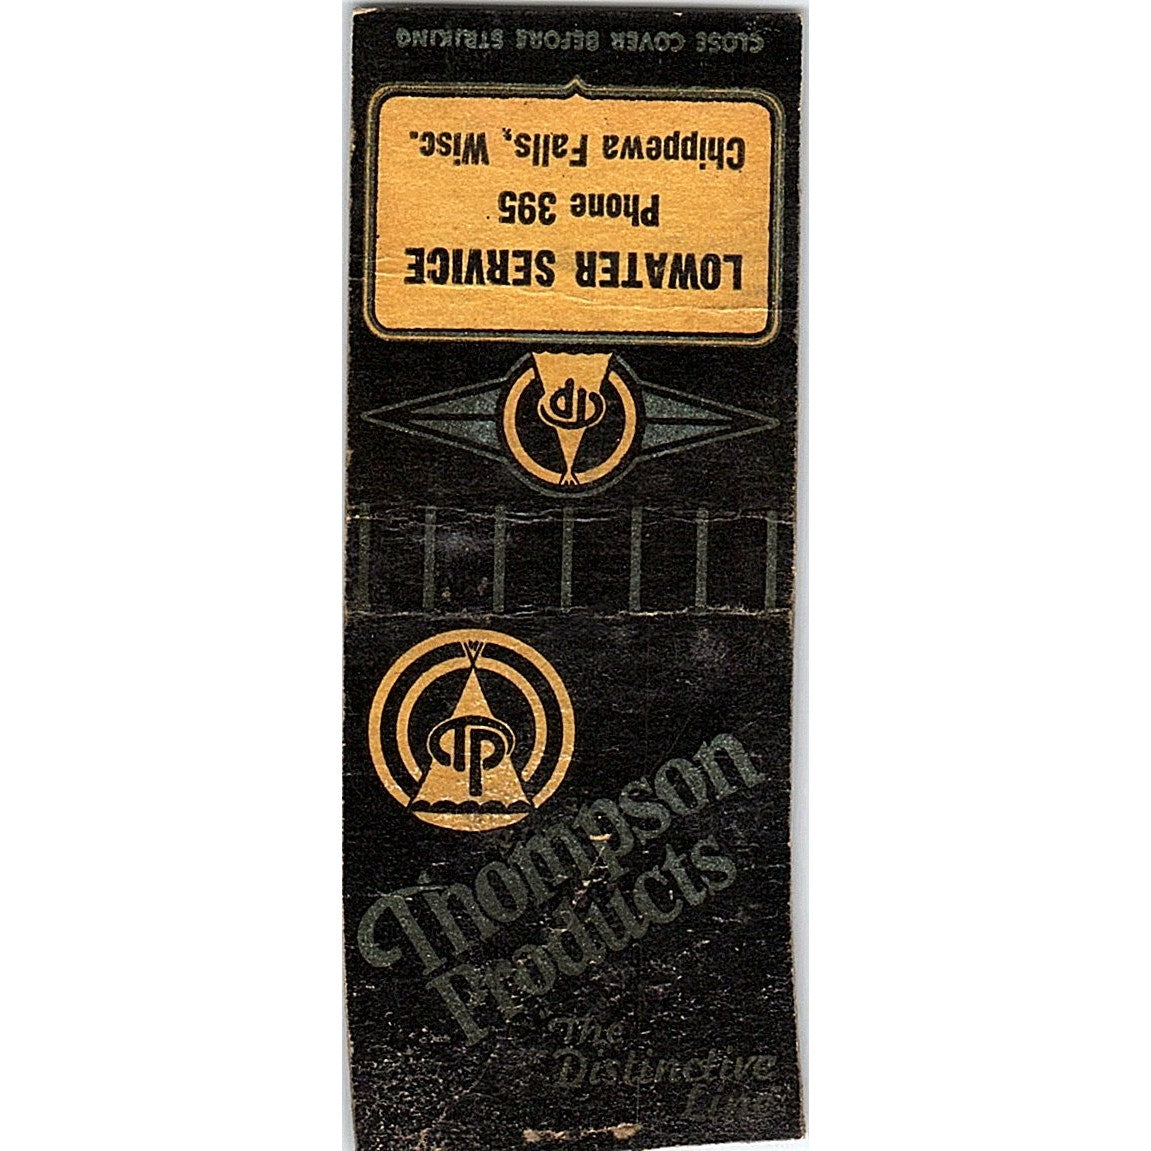 CLOSE COVER BEFORE STRIKING
LOWATER SERVICE
Phone 395
Chippewa Falls, Wisc.
TP
TP
Thompson
Products
"The
Distinctive
Line"